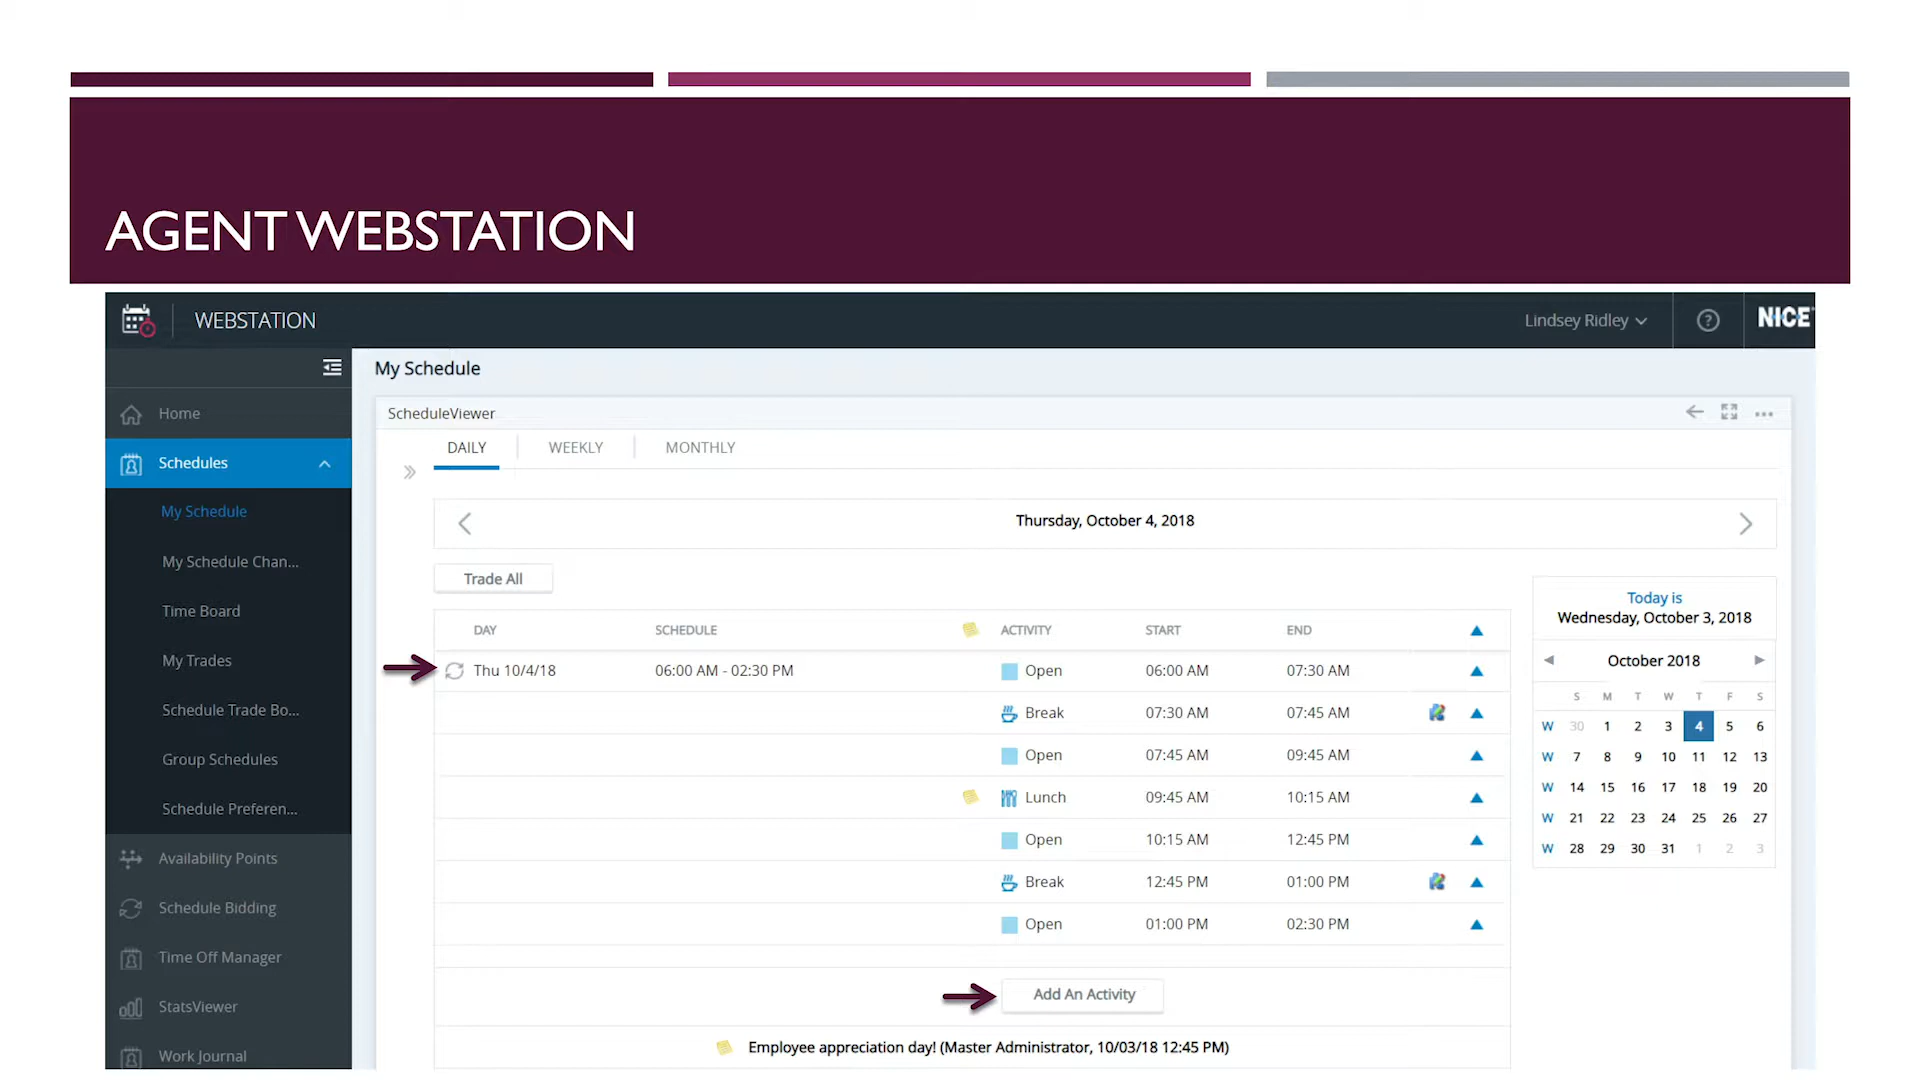 AGENT WEBSTATION
WEBSTATION
Lindsey Ridley
?
NICE
My Schedule
Home
Schedules
My Schedule
My Schedule Chan...
Time Board
My Trades
Schedule Trade Bo...
Group Schedules
Schedule Preferen...
Availability Points
Schedule Bidding
Time Off Manager
StatsViewer
Work Journal
ScheduleViewer
DAILY WEEKLY MONTHLY
Thursday, October 4, 2018
Trade All
DAY SCHEDULE ACTIVITY START END
Thu 10/4/18 06:00 AM - 02:30 PM Open 06:00 AM 07:30 AM
Break 07:30 AM 07:45 AM
Open 07:45 AM 09:45 AM
Lunch 09:45 AM 10:15 AM
Open 10:15 AM 12:45 PM
Break 12:45 PM 01:00 PM
Open 01:00 PM 02:30 PM
Add An Activity
Employee appreciation day! (Master Administrator, 10/03/18 12:45 PM)
Today is
Wednesday, October 3, 2018
October 2018
S M T W T F S
W 30 1 2 3 4 5 6
W 7 8 9 10 11 12 13
W 14 15 16 17 18 19 20
W 21 22 23 24 25 26 27
W 28 29 30 31 1 2 3